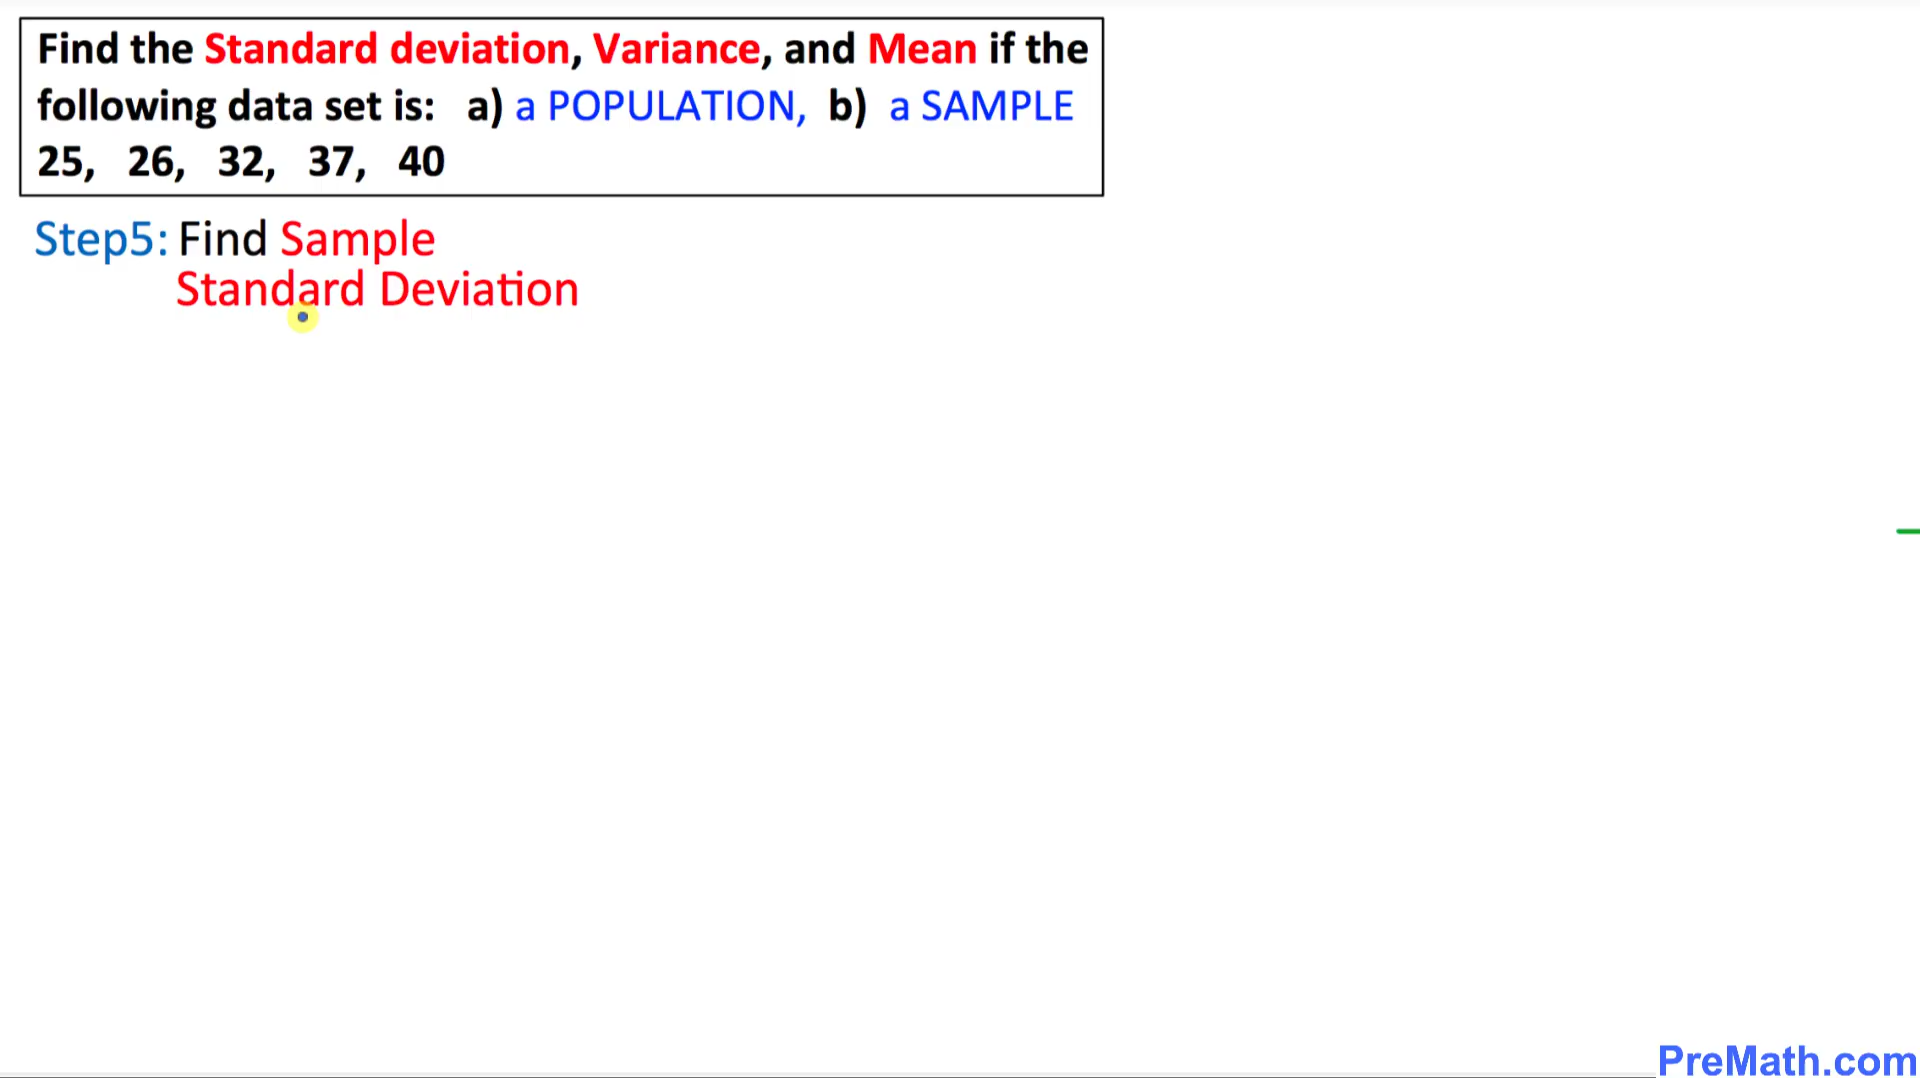 Find the Standard deviation, Variance, and Mean if the
following data set is: a) a POPULATION, b) a SAMPLE
25, 26, 32, 37, 40
Step5: Find Sample
Standard Deviation
PreMath.com